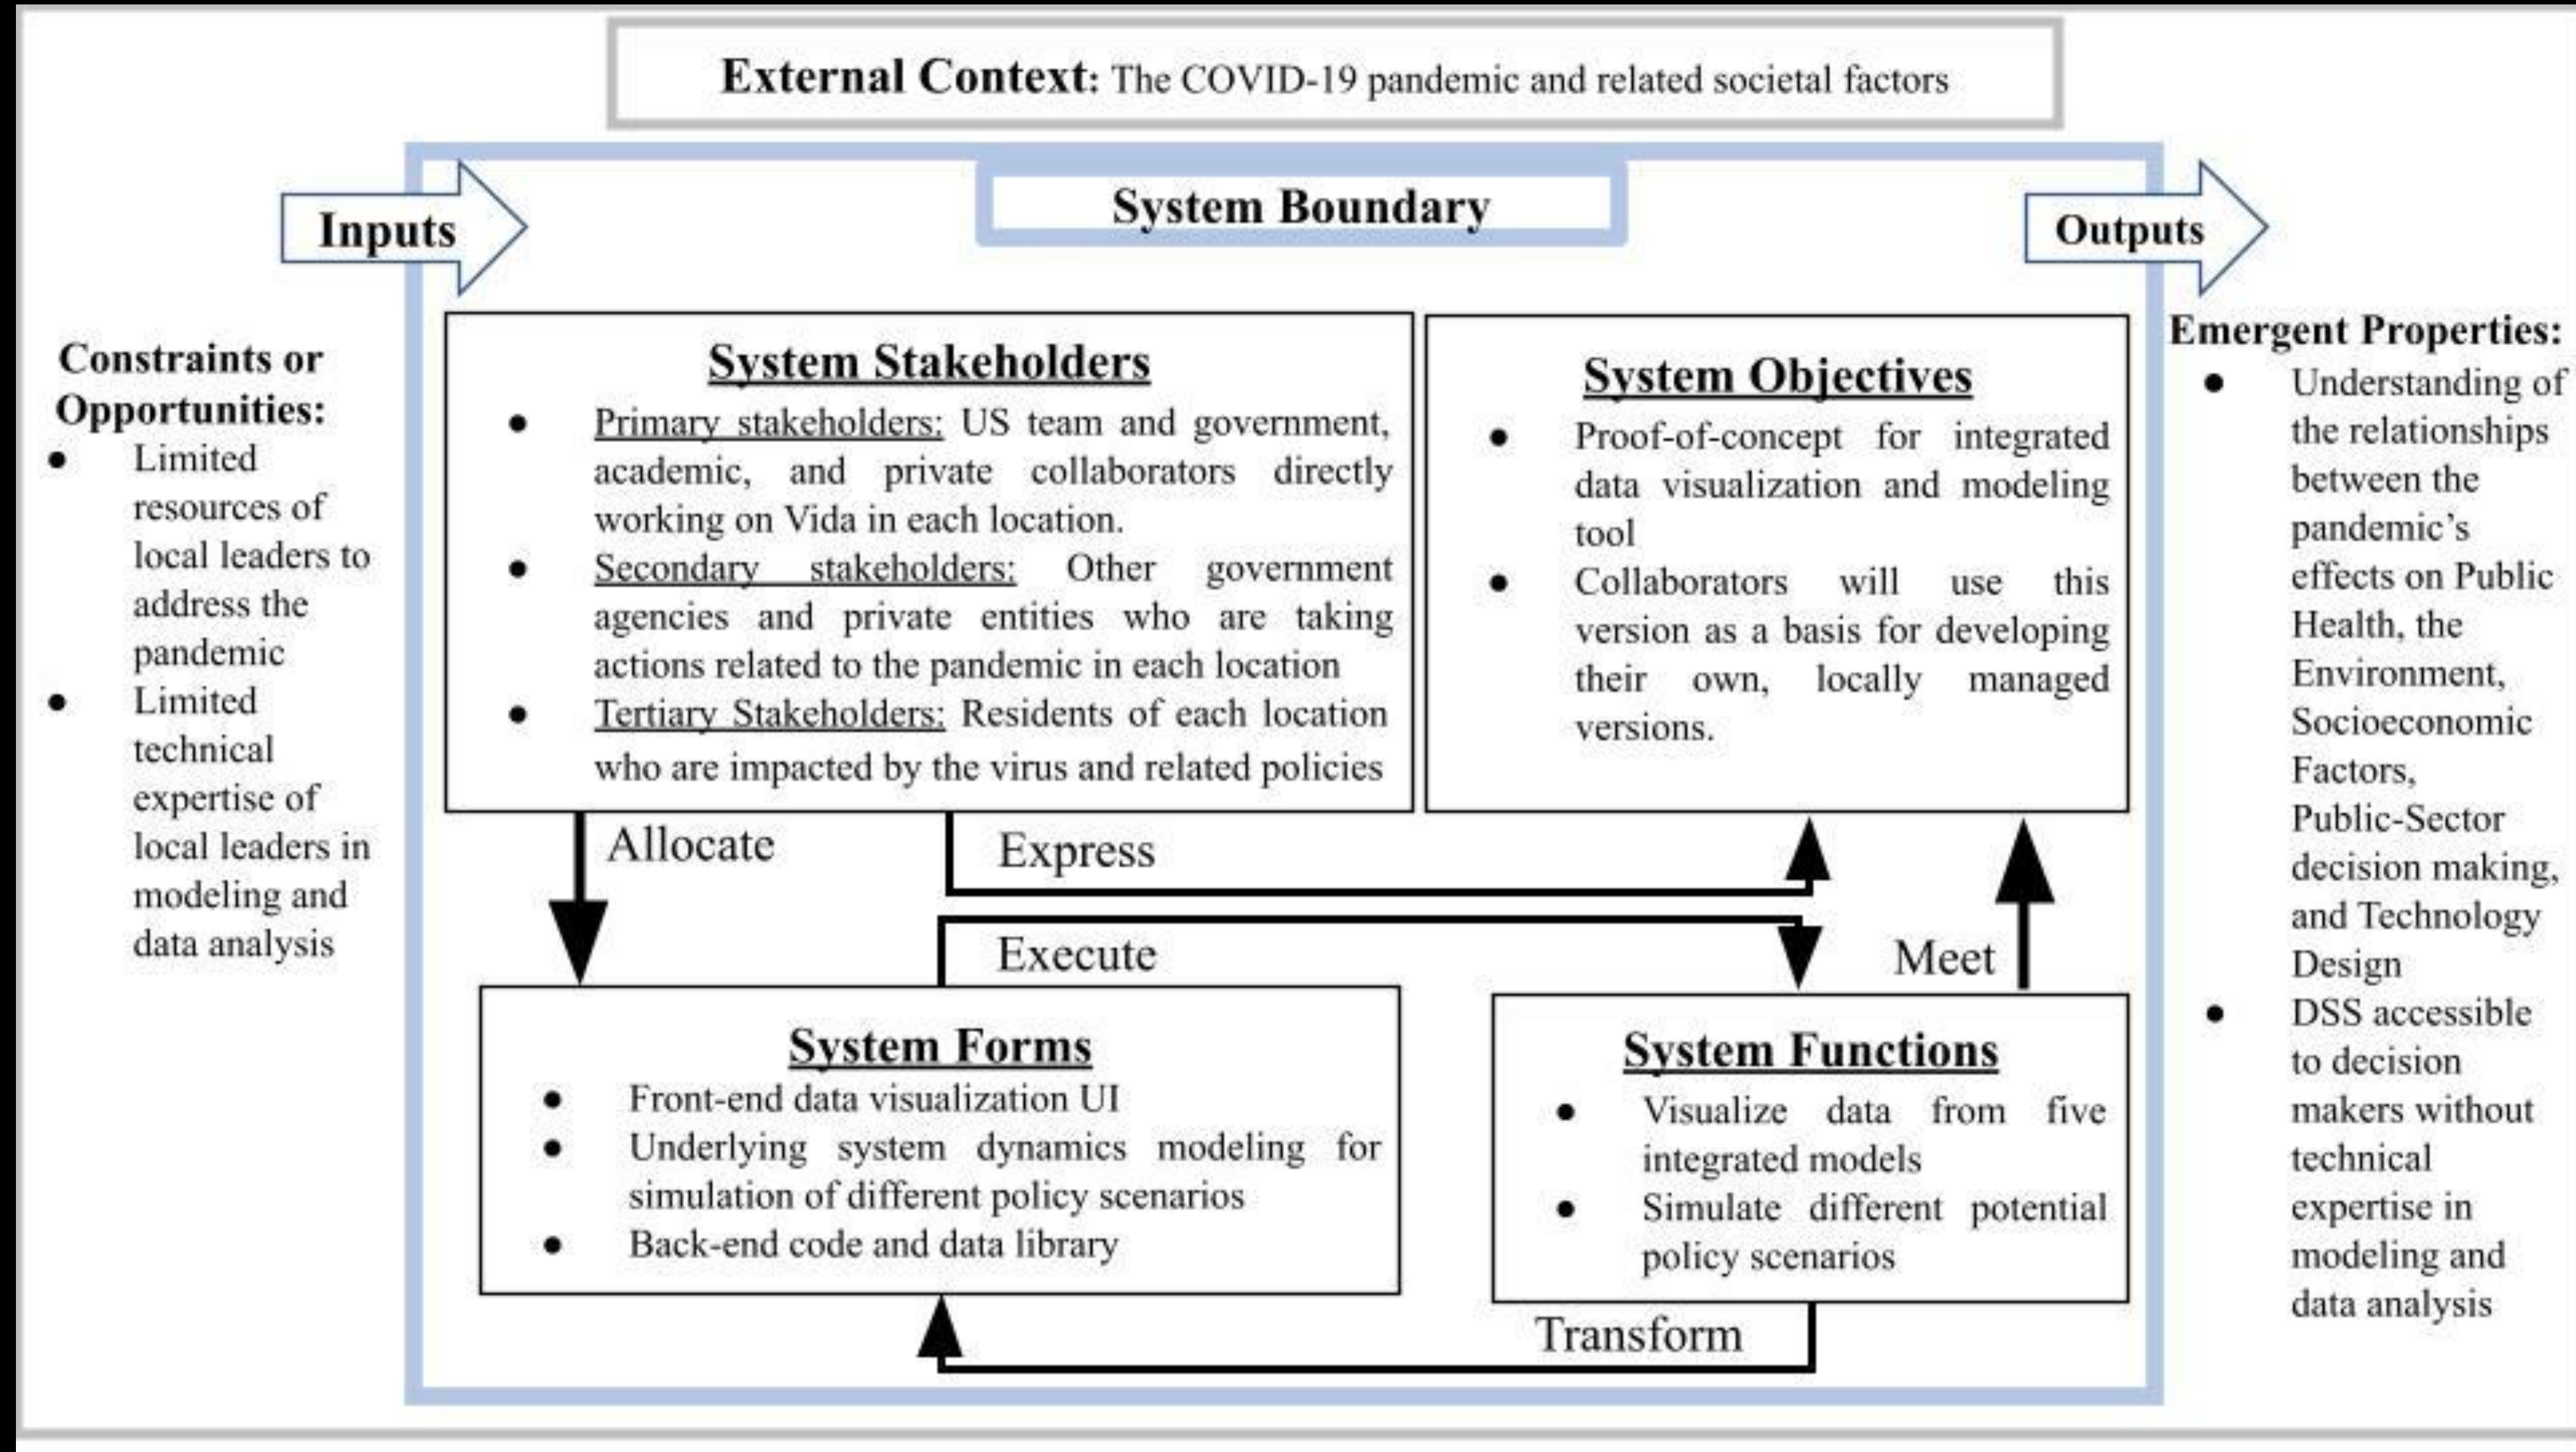 External Context: The COVID-19 pandemic and related societal factors
System Boundary
Inputs
Outputs
Constraints or
Opportunities:
● Limited
resources of
local leaders to
address the
pandemic
● Limited
technical
expertise of
local leaders in
modeling and
data analysis
System Stakeholders
● Primary stakeholders: US team and government,
academic, and private collaborators directly
working on Vida in each location.
● Secondary stakeholders: Other government
agencies and private entities who are taking
actions related to the pandemic in each location
● Tertiary Stakeholders: Residents of each location
who are impacted by the virus and related policies
System Objectives
● Proof-of-concept for integrated
data visualization and modeling
tool
● Collaborators will use this
version as a basis for developing
their own, locally managed
versions.
Allocate
Express
Execute
Meet
System Forms
● Front-end data visualization UI
● Underlying system dynamics modeling for
simulation of different policy scenarios
● Back-end code and data library
System Functions
● Visualize data from five
integrated models
● Simulate different potential
policy scenarios
Transform
Emergent Properties:
● Understanding of
the relationships
between the
pandemic’s
effects on Public
Health, the
Environment,
Socioeconomic
Factors,
Public-Sector
decision making,
and Technology
Design
● DSS accessible
to decision
makers without
technical
expertise in
modeling and
data analysis